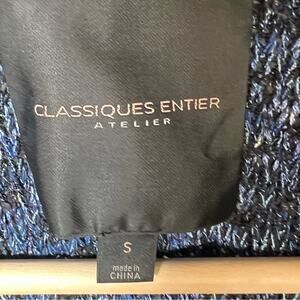 CLASSIQUES ENTIER
ATELIER
S
made in
CHINA